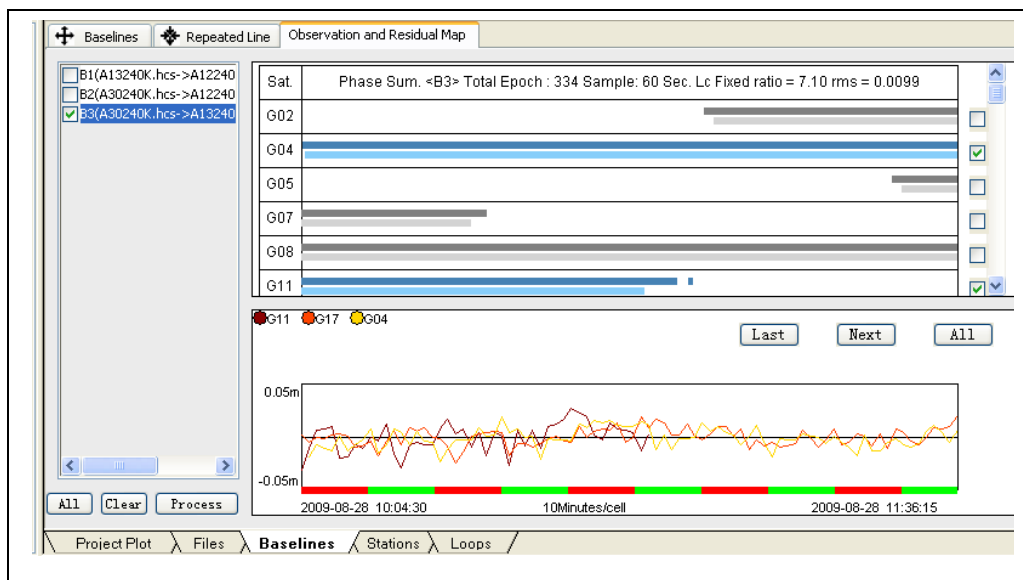 Baselines Repeated Line Observation and Residual Map
B1(A13240K.hcs->A12240
B2(A30240K.hcs->A12240
B3(A30240K.hcs->A13240
Sat. Phase Sum. <B3> Total Epoch : 334 Sample: 60 Sec. Lc Fixed ratio = 7.10 rms = 0.0099
G02
G04
G05
G07
G08
G11
G11 G17 G04
Last Next All
0.05m
-0.05m
2009-08-28 10:04:30 10Minutes/cell 2009-08-28 11:36:15
All Clear Process
Project Plot Files Baselines Stations Loops